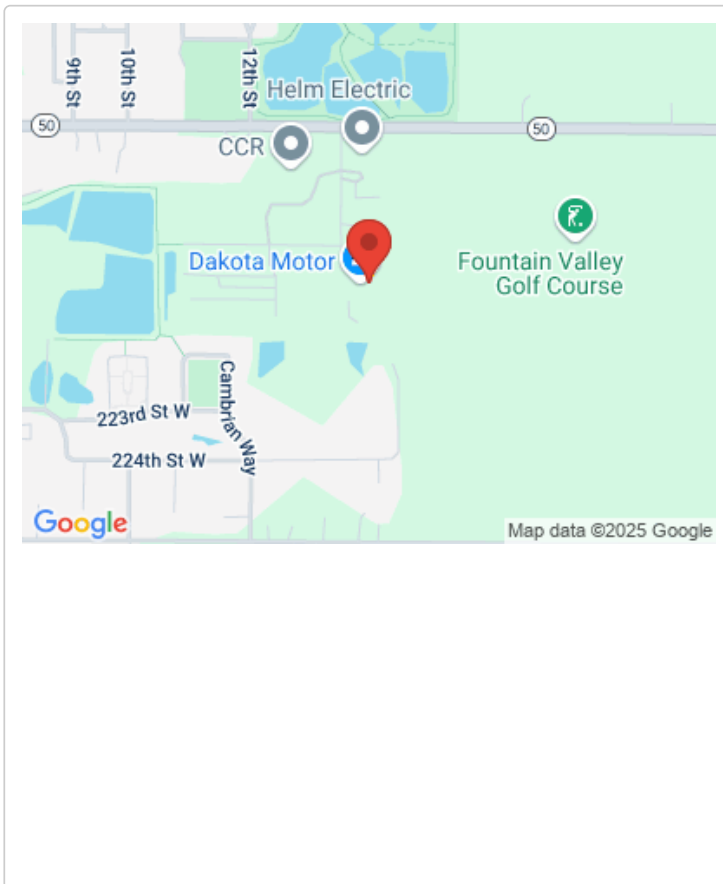 9th St
10th St
12th St
Helm Electric
50
50
CCR
Dakota Motor
Fountain Valley
Golf Course
Cambrian Way
223rd St W
224th St W
Google
Map data ©2025 Google